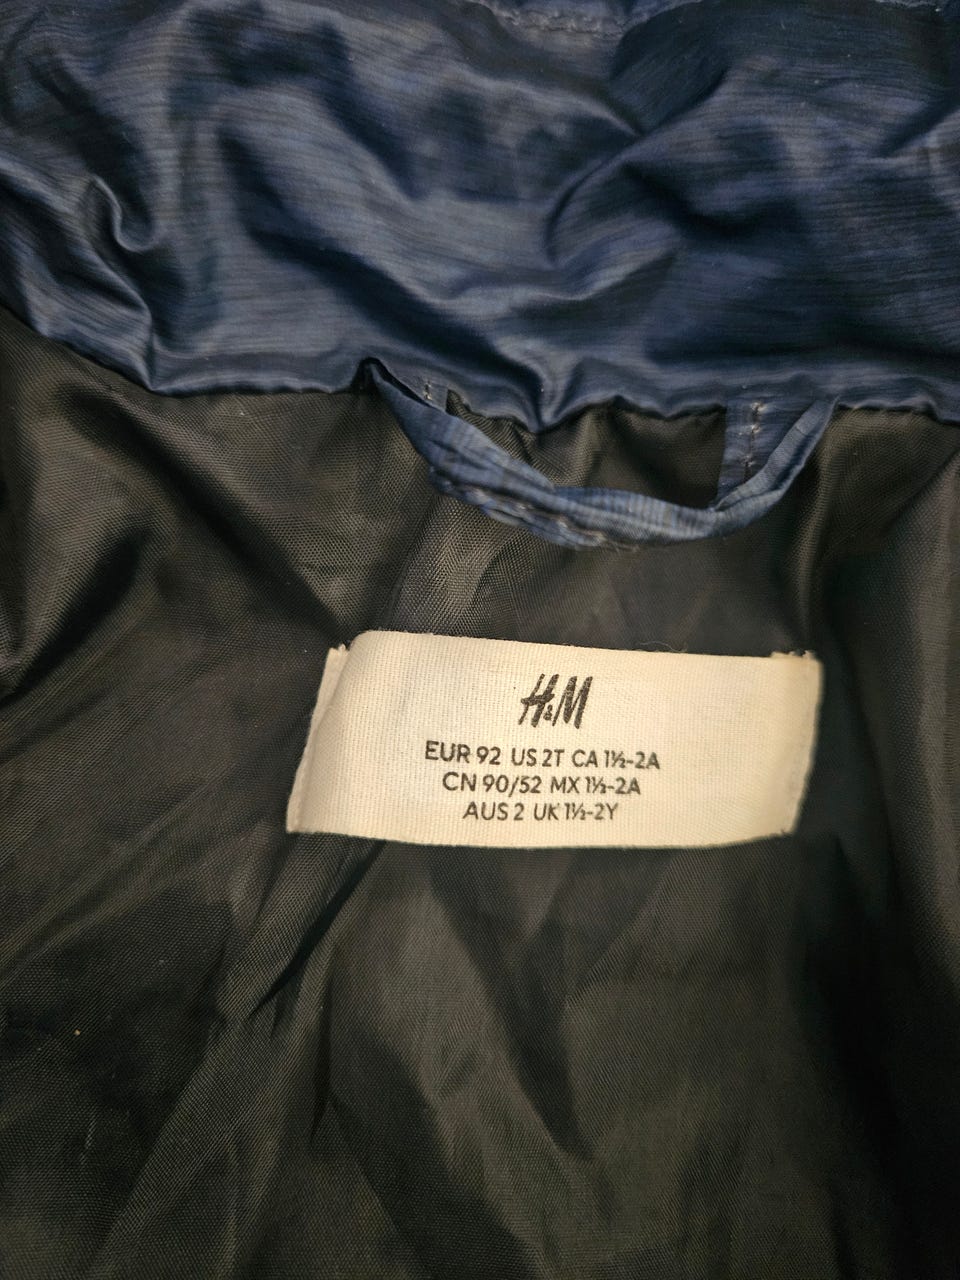 H&M
EUR 92 US 2T CA 1½-2A
CN 90/52 MX 1½-2A
AUS 2 UK 1½-2Y